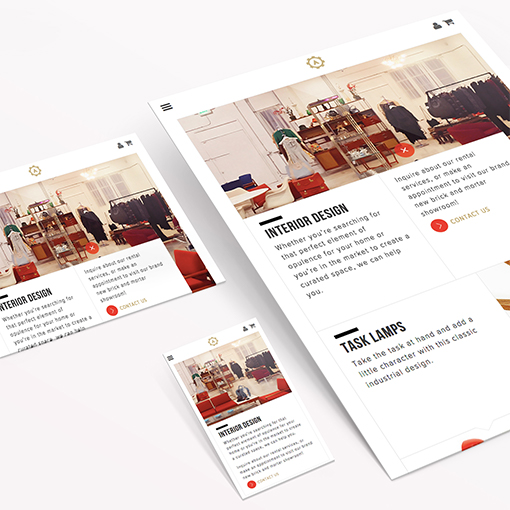 INTERIOR DESIGN
Whether you're searching for
that perfect element of
opulence for your home or
you're in the market to create a
curated space, we can help
you.
Inquire about our rental
services, or make an
appointment to visit our brand
new brick and mortar
showroom!
CONTACT US
TASK LAMPS
Take the task at hand and add a
little character with this classic
industrial design.
INTERIOR DESIGN
Whether you're searching for
that perfect element of
opulence for your home or
you're in the market to create a
curated space, we can help
Inquire about our rental
services, or make an
appointment to visit our brand
new brick and mortar
showroom!
CONTACT US
INTERIOR DESIGN
Whether you're searching for that
perfect element of opulence for your
home or you're in the market to create
a curated space, we can help you.
Inquire about our rental services, or
make an appointment to visit our brand
new brick and mortar showroom!
CONTACT US